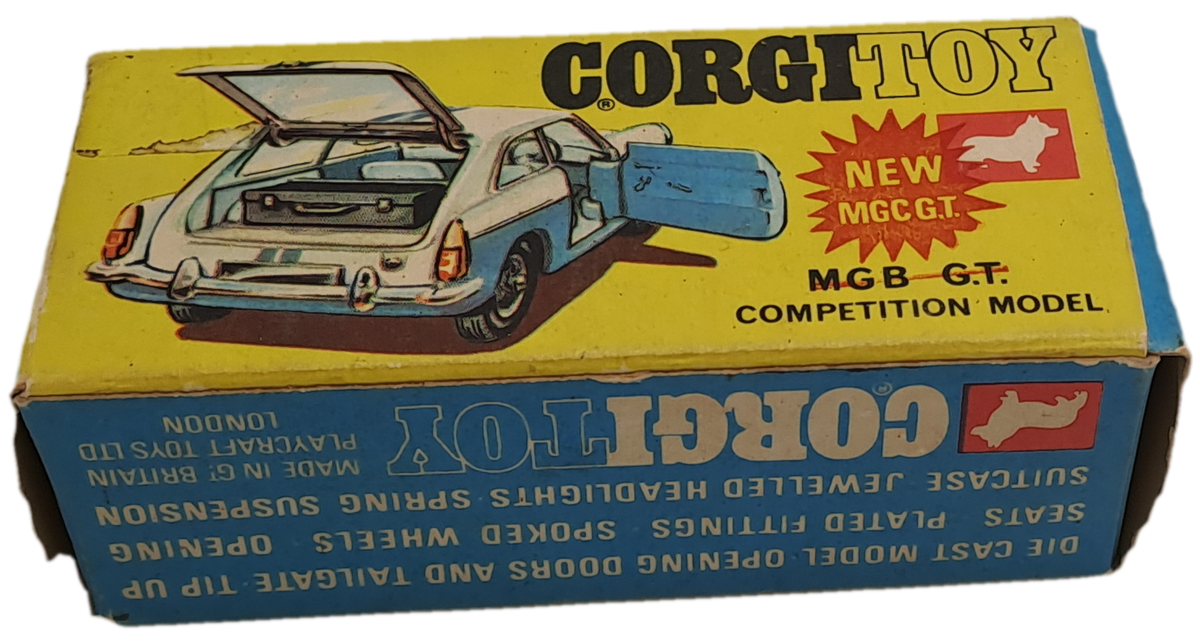 CORGI TOY
®
NEW
MGC G.T.
MGB G.T.
COMPETITION MODEL
DIE CAST MODEL OPENING DOORS AND TAILGATE TIP UP
SEATS PLATED FITTINGS SPOKED WHEELS OPENING
SUITCASE JEWELLED HEADLIGHTS SPRING SUSPENSION
CORGI TOY
®
MADE IN GT BRITAIN
PLAYCRAFT TOYS LTD
LONDON